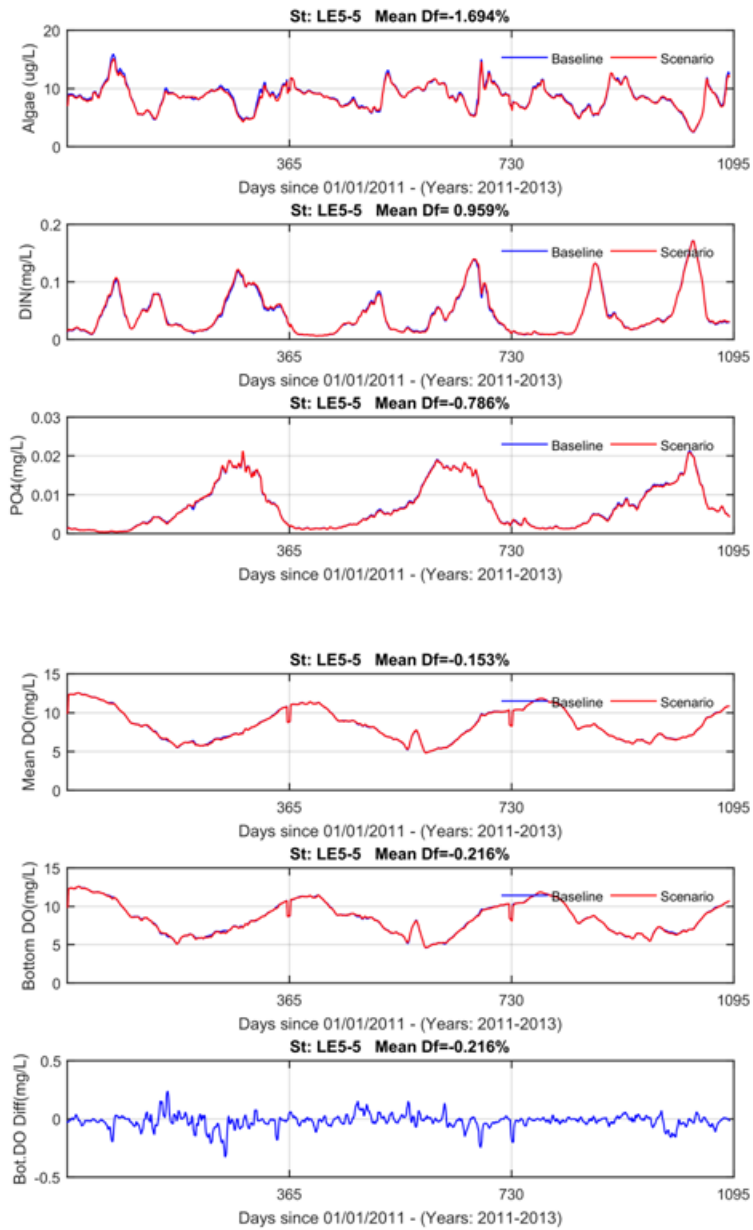 St: LE5-5 Mean Df=-1.694%
Algae (ug/L)
20
10
0
Baseline
Scenario
365
730
1095
Days since 01/01/2011 - (Years: 2011-2013)
St: LE5-5 Mean Df= 0.959%
DIN(mg/L)
0.2
0.1
0
Baseline
Scenario
365
730
1095
Days since 01/01/2011 - (Years: 2011-2013)
St: LE5-5 Mean Df=-0.786%
PO4(mg/L)
0.03
0.02
0.01
0
Baseline
Scenario
365
730
1095
Days since 01/01/2011 - (Years: 2011-2013)
St: LE5-5 Mean Df=-0.153%
Mean DO(mg/L)
15
10
5
0
Baseline
Scenario
365
730
1095
Days since 01/01/2011 - (Years: 2011-2013)
St: LE5-5 Mean Df=-0.216%
Bottom DO(mg/L)
15
10
5
0
Baseline
Scenario
365
730
1095
Days since 01/01/2011 - (Years: 2011-2013)
St: LE5-5 Mean Df=-0.216%
Bot.DO Diff(mg/L)
0.5
0
-0.5
365
730
1095
Days since 01/01/2011 - (Years: 2011-2013)